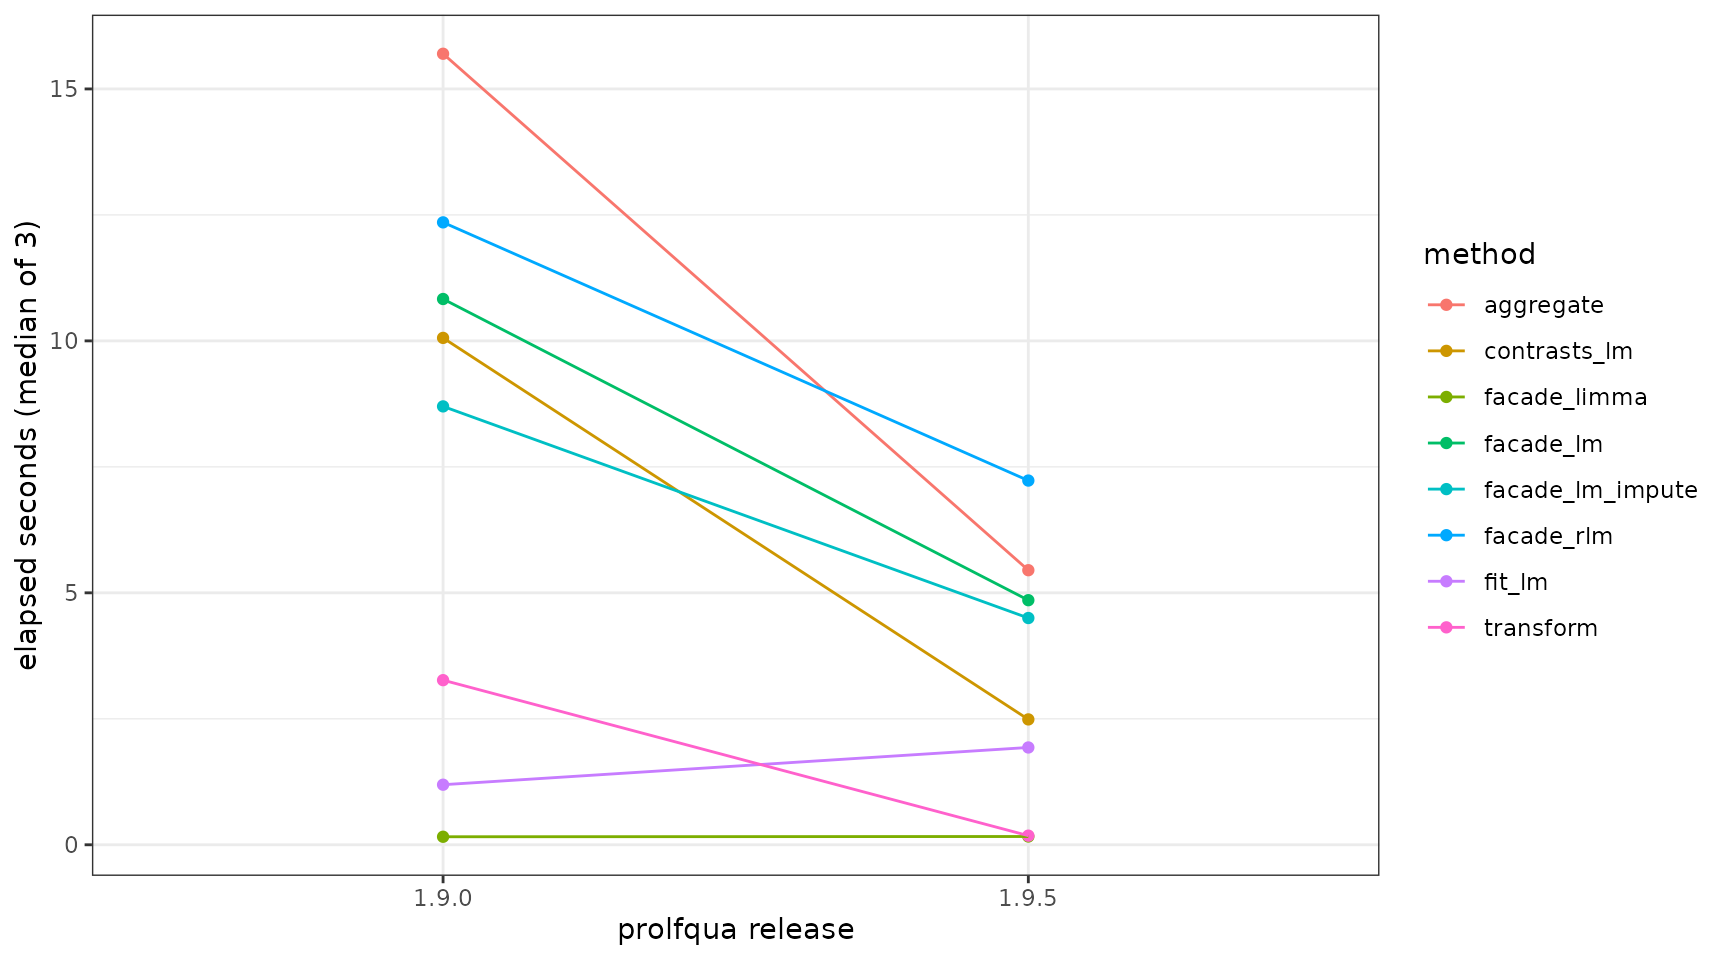 elapsed seconds (median of 3)
15
10
5
0
1.9.0
1.9.5
prolfqua release
method
aggregate
contrasts_lm
facade_limma
facade_lm
facade_lm_impute
facade_rlm
fit_lm
transform